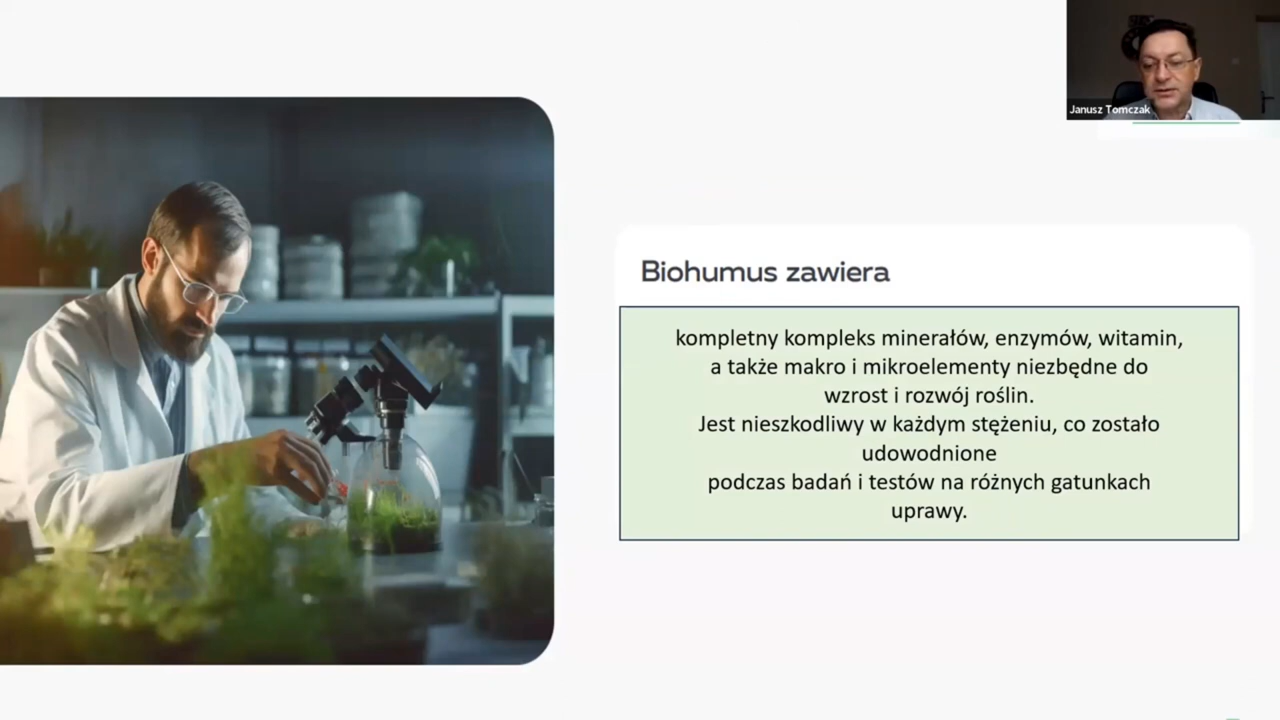 Janusz Tomczak
Biohumus zawiera
kompletny kompleks minerałów, enzymów, witamin,
a także makro i mikroelementy niezbędne do
wzrost i rozwój roślin.
Jest nieszkodliwy w każdym stężeniu, co zostało
udowodnione
podczas badań i testów na różnych gatunkach
uprawy.